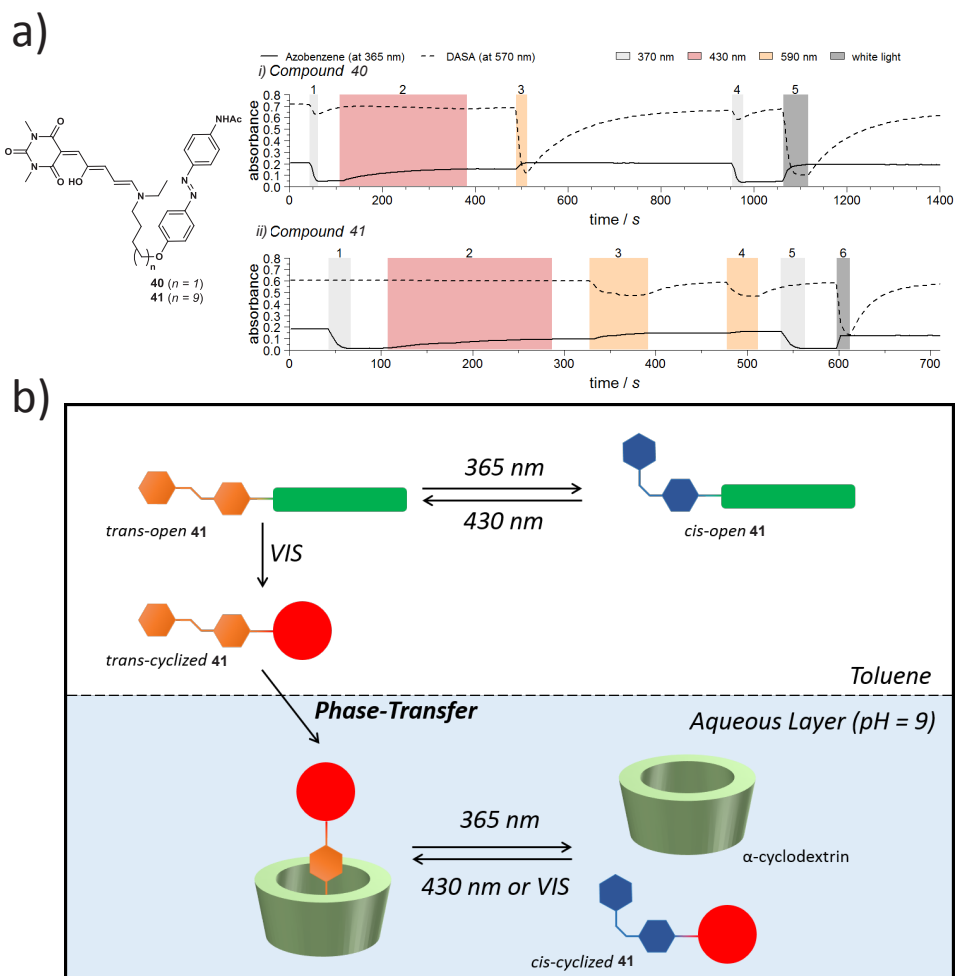 a)
Azobenzene (at 365 nm) DASA (at 570 nm) 370 nm 430 nm 590 nm white light
i) Compound 40
1 2 3 4 5
0.8
0.7
0.6
0.5
0.4
0.3
0.2
0.1
0.0
absorbance
0 200 400 600 800 1000 1200 1400
time / s
O N O N O O HO N N N O NHAc
( ) n
40 (n = 1)
41 (n = 9)
ii) Compound 41
1 2 3 4 5 6
0.8
0.7
0.6
0.5
0.4
0.3
0.2
0.1
0.0
absorbance
0 100 200 300 400 500 600 700
time / s
b)
365 nm
430 nm
trans-open 41
cis-open 41
VIS
trans-cyclized 41
Toluene
Phase-Transfer
Aqueous Layer (pH = 9)
365 nm
430 nm or VIS
α-cyclodextrin
cis-cyclized 41